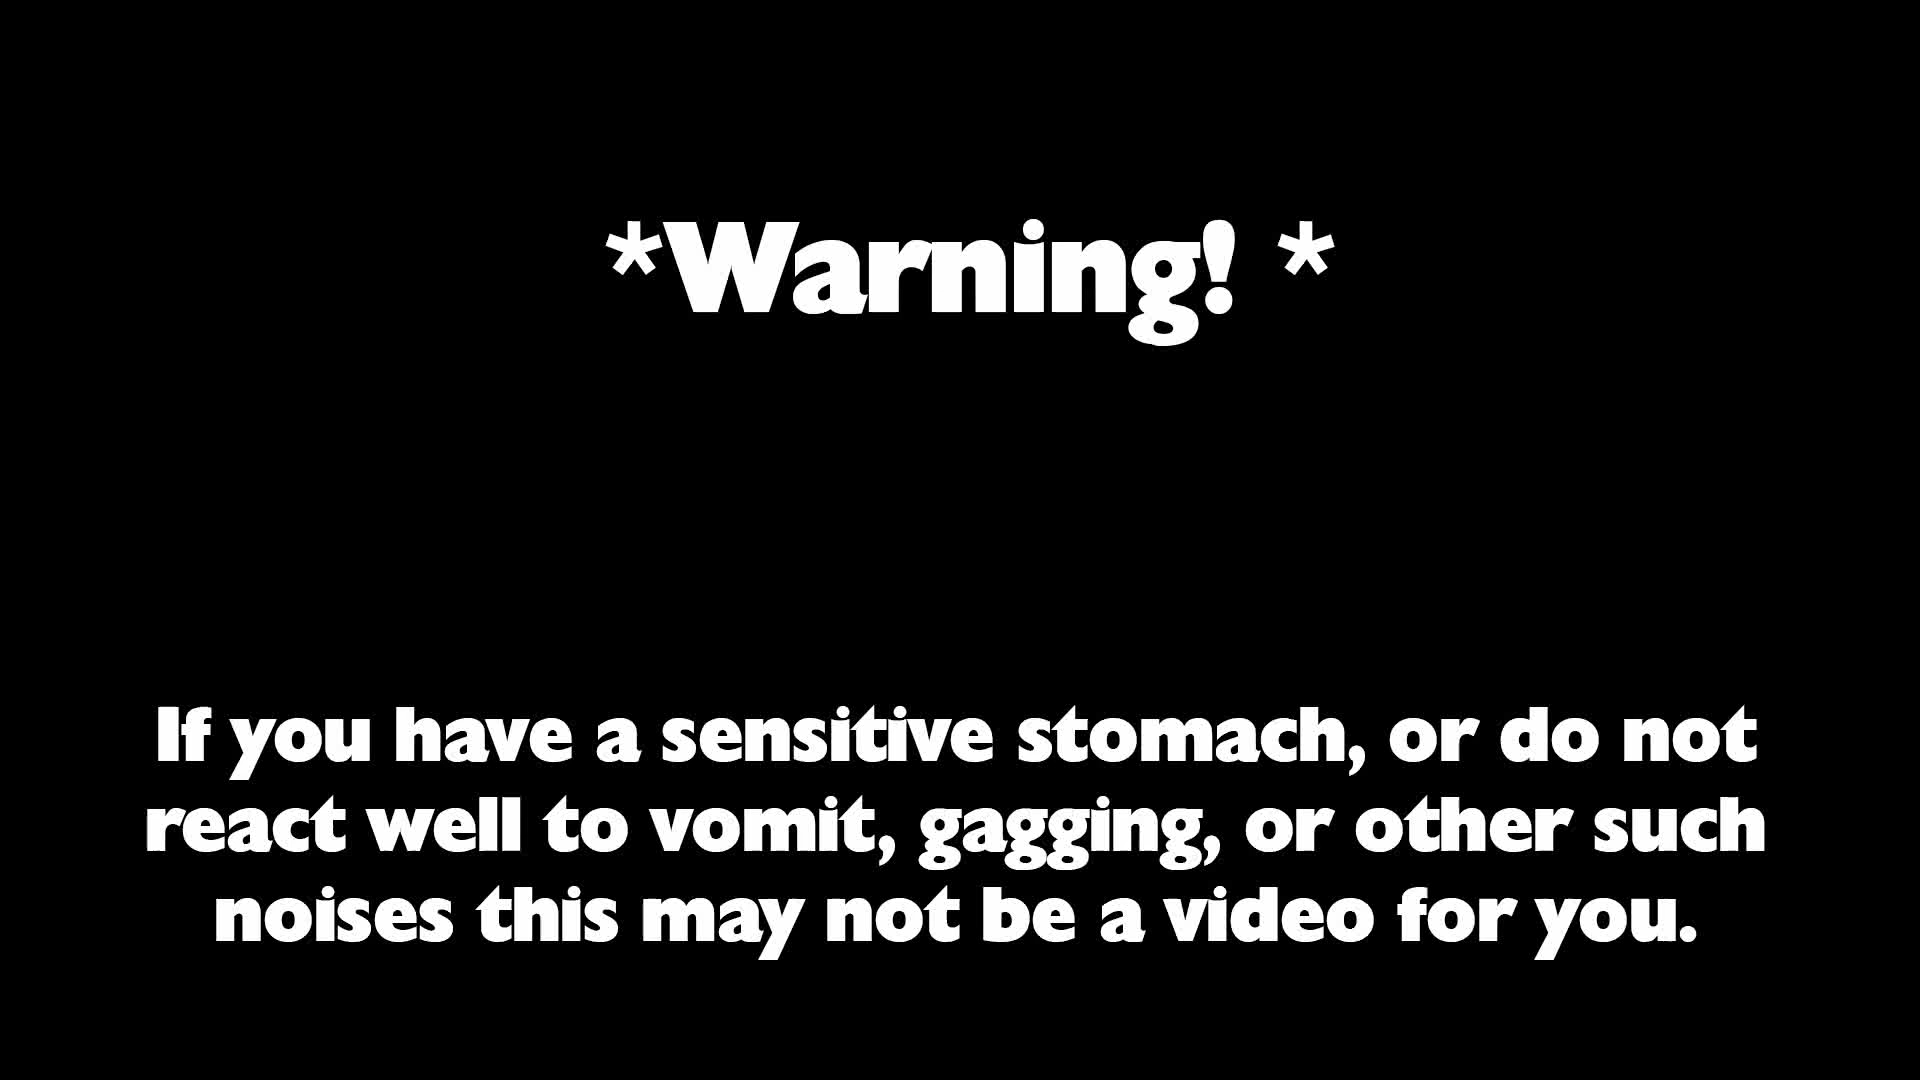 *Warning! *
If you have a sensitive stomach, or do not
react well to vomit, gagging, or other such
noises this may not be a video for you.